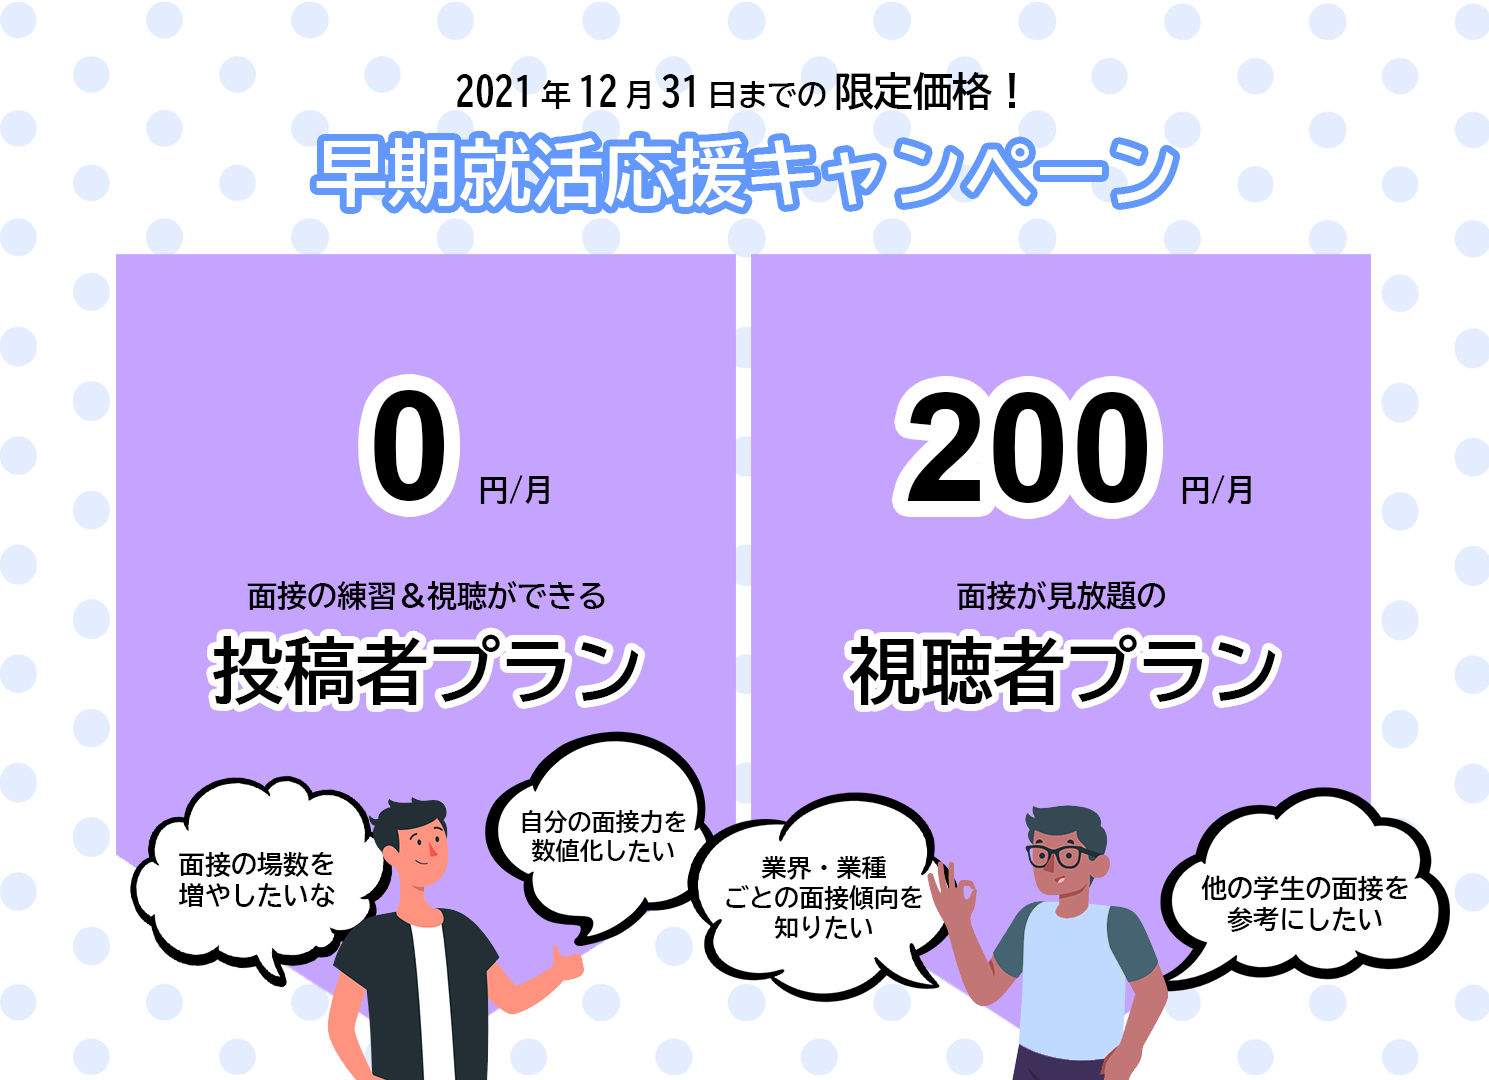 2021年12月31日までの限定価格！
早期就活応援キャンペーン
0円/月
面接の練習＆視聴ができる
投稿者プラン
面接の場数を
増やしたいな
自分の面接力を
数値化したい
200円/月
面接が見放題の
視聴者プラン
業界・業種
ごとの面接傾向を
知りたい
他の学生の面接を
参考にしたい